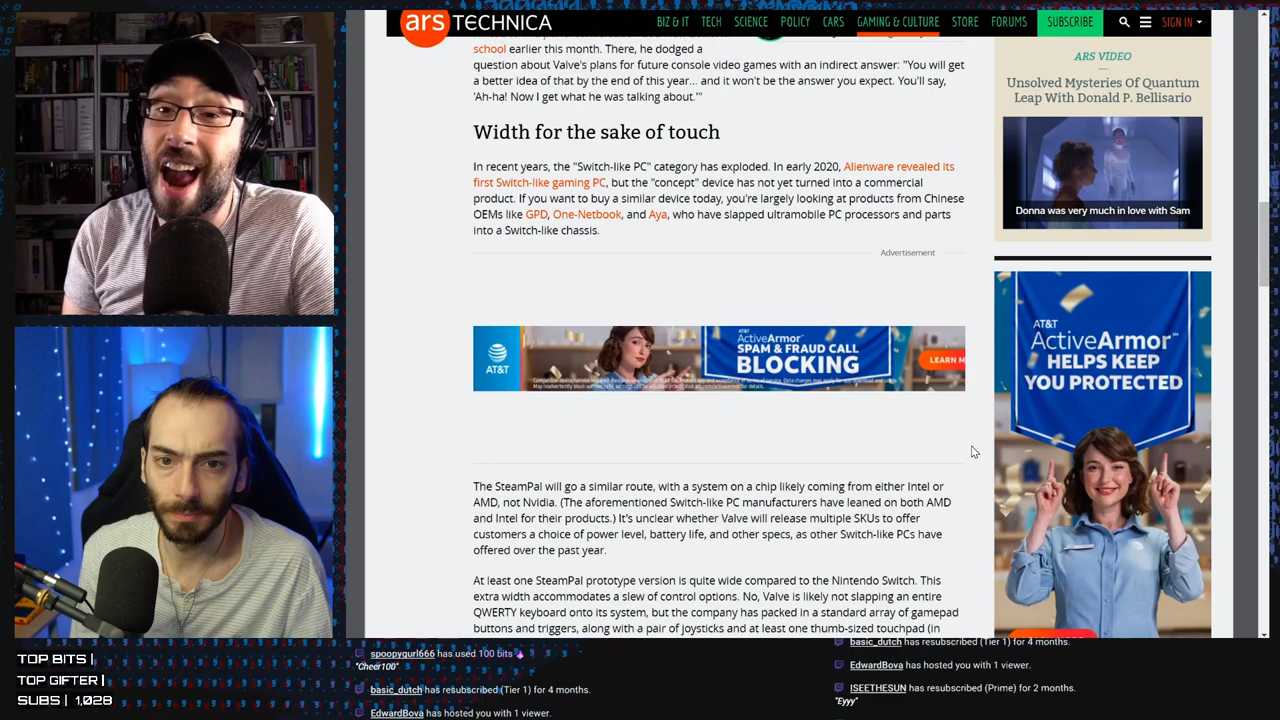 ars TECHNICA
BIZ & IT TECH SCIENCE POLICY CARS GAMING & CULTURE STORE FORUMS SUBSCRIBE SIGN IN
school earlier this month. There, he dodged a
question about Valve's plans for future console video games with an indirect answer: "You will get
a better idea of that by the end of this year... and it won't be the answer you expect. You'll say,
'Ah-ha! Now I get what he was talking about.'"
Width for the sake of touch
In recent years, the "Switch-like PC" category has exploded. In early 2020, Alienware revealed its
first Switch-like gaming PC, but the "concept" device has not yet turned into a commercial
product. If you want to buy a similar device today, you're largely looking at products from Chinese
OEMs like GPD, One-Netbook, and Aya, who have slapped ultramobile PC processors and parts
into a Switch-like chassis.
Advertisement
AT&T
ActiveArmor
SPAM & FRAUD CALL
BLOCKING
LEARN M
The SteamPal will go a similar route, with a system on a chip likely coming from either Intel or
AMD, not Nvidia. (The aforementioned Switch-like PC manufacturers have leaned on both AMD
and Intel for their products.) It's unclear whether Valve will release multiple SKUs to offer
customers a choice of power level, battery life, and other specs, as other Switch-like PCs have
offered over the past year.
At least one SteamPal prototype version is quite wide compared to the Nintendo Switch. This
extra width accommodates a slew of control options. No, Valve is likely not slapping an entire
QWERTY keyboard onto its system, but the company has packed in a standard array of gamepad
buttons and triggers, along with a pair of joysticks and at least one thumb-sized touchpad (in
ARS VIDEO
Unsolved Mysteries Of Quantum
Leap With Donald P. Bellisario
Donna was very much in love with Sam
AT&T
ActiveArmor℠
HELPS KEEP
YOU PROTECTED
TOP BITS |
TOP GIFTER |
SUBS | 1,028
spoopygurl666 has used 100 bits
"Cheer100"
basic_dutch has resubscribed (Tier 1) for 4 months.
EdwardBova has hosted you with 1 viewer.
basic_dutch has resubscribed (Tier 1) for 4 months.
EdwardBova has hosted you with 1 viewer.
ISEETHESUN has resubscribed (Prime) for 2 months.
"Eyyy"